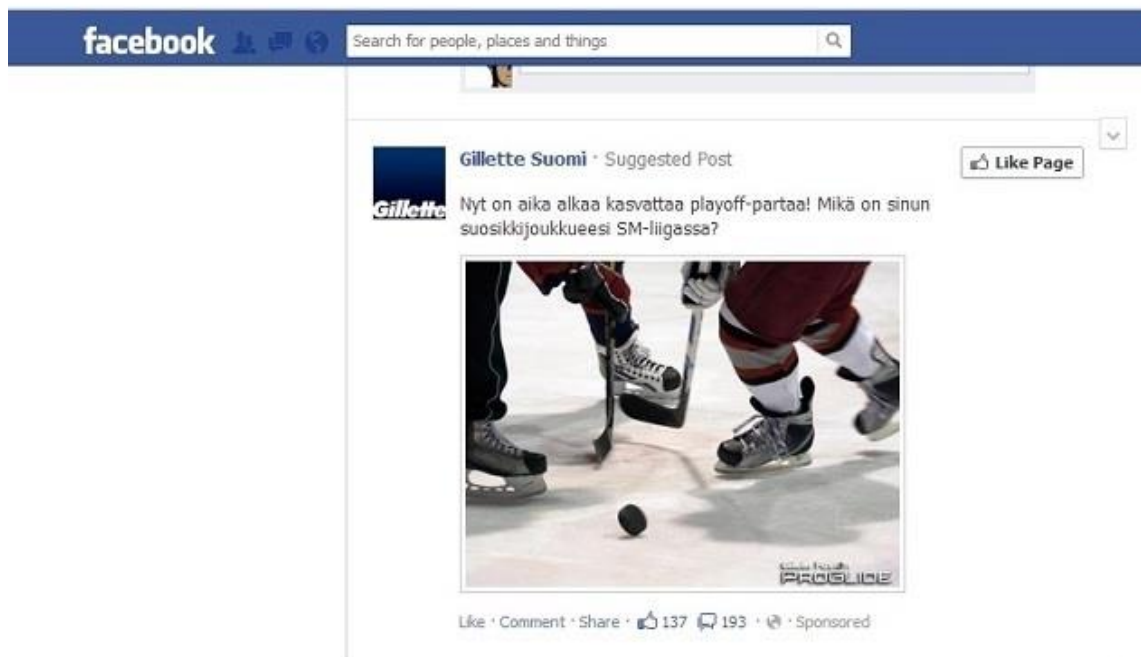 facebook
Search for people, places and things
Gillette Suomi · Suggested Post
Like Page
Gillette
Nyt on aika alkaa kasvattaa playoff-partaa! Mikä on sinun
suosikkijoukkueesi SM-liigassa?
PROGLIDE
Like · Comment · Share · 137 193 · · Sponsored